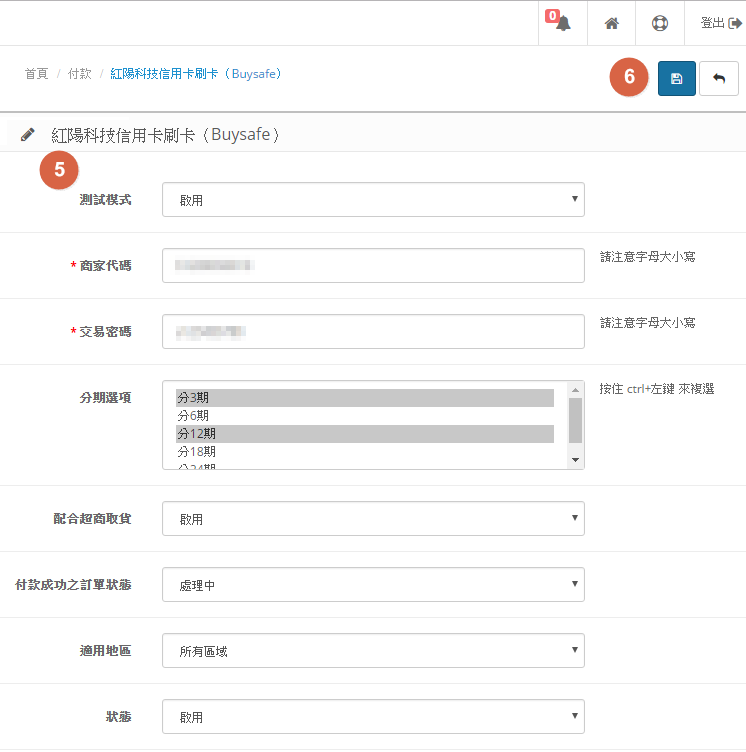 0
登出
首頁 / 付款 / 紅陽科技信用卡刷卡（Buysafe）
6
紅陽科技信用卡刷卡（Buysafe）
5
測試模式 啟用
* 商家代碼 請注意字母大小寫
* 交易密碼 請注意字母大小寫
分期選項 按住 ctrl+左鍵 來複選
分3期
分6期
分12期
分18期
分24期
配合超商取貨 啟用
付款成功之訂單狀態 處理中
適用地區 所有區域
狀態 啟用